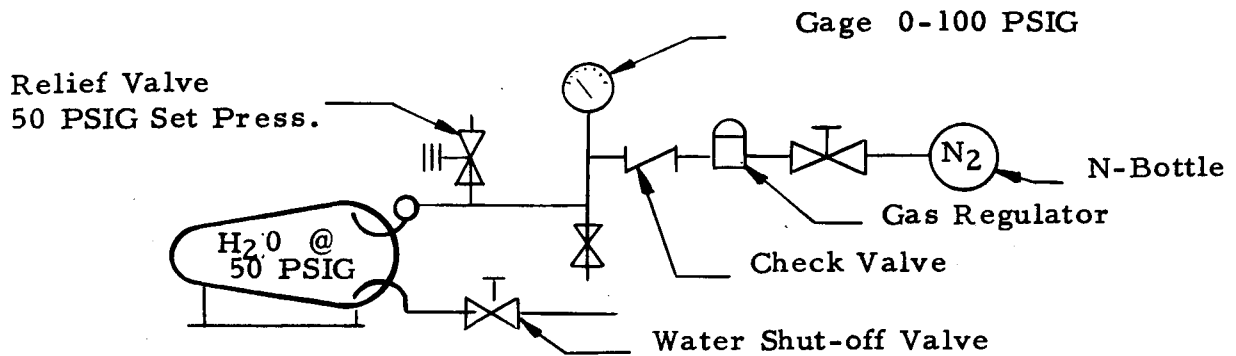 Gage 0-100 PSIG
Relief Valve
50 PSIG Set Press.
N2
N-Bottle
Gas Regulator
H2O @
50 PSIG
Check Valve
Water Shut-off Valve